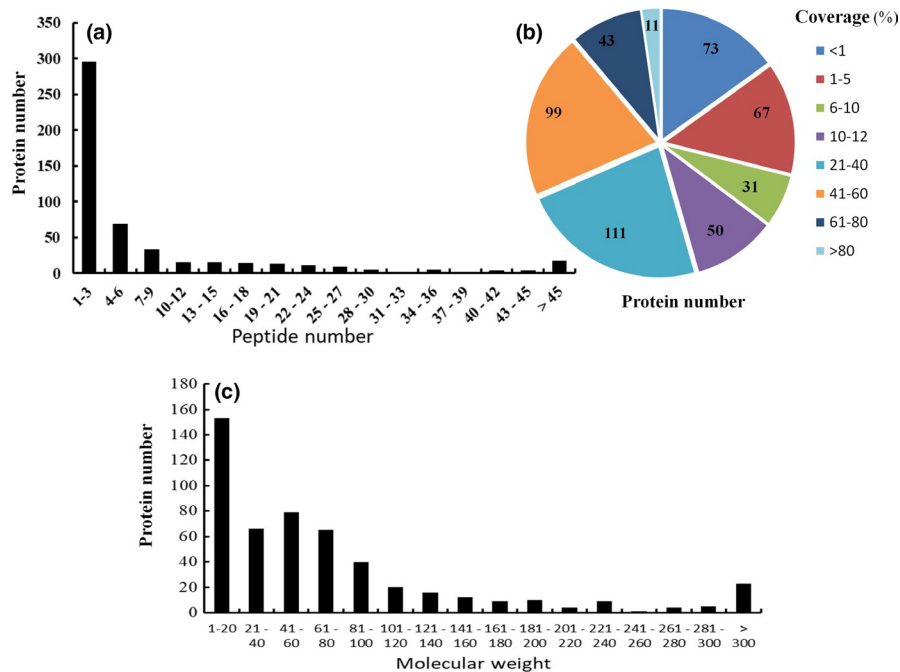 (a)
Protein number
350
300
250
200
150
100
50
0
1-3
4-6
7-9
10-12
13 - 15
16 - 18
19 - 21
22 - 24
25 - 27
28 - 30
31 - 33
34 - 36
37 - 39
40 - 42
43 - 45
> 45
Peptide number
(b)
73
67
31
50
111
99
43
11
Protein number
Coverage (%)
<1
1-5
6-10
10-12
21-40
41-60
61-80
>80
(c)
Protein number
180
160
140
120
100
80
60
40
20
0
1-20
21 - 40
41 - 60
61 - 80
81 - 100
101 - 120
121 - 140
141 - 160
161 - 180
181 - 200
201 - 220
221 - 240
241 - 260
261 - 280
281 - 300
> 300
Molecular weight